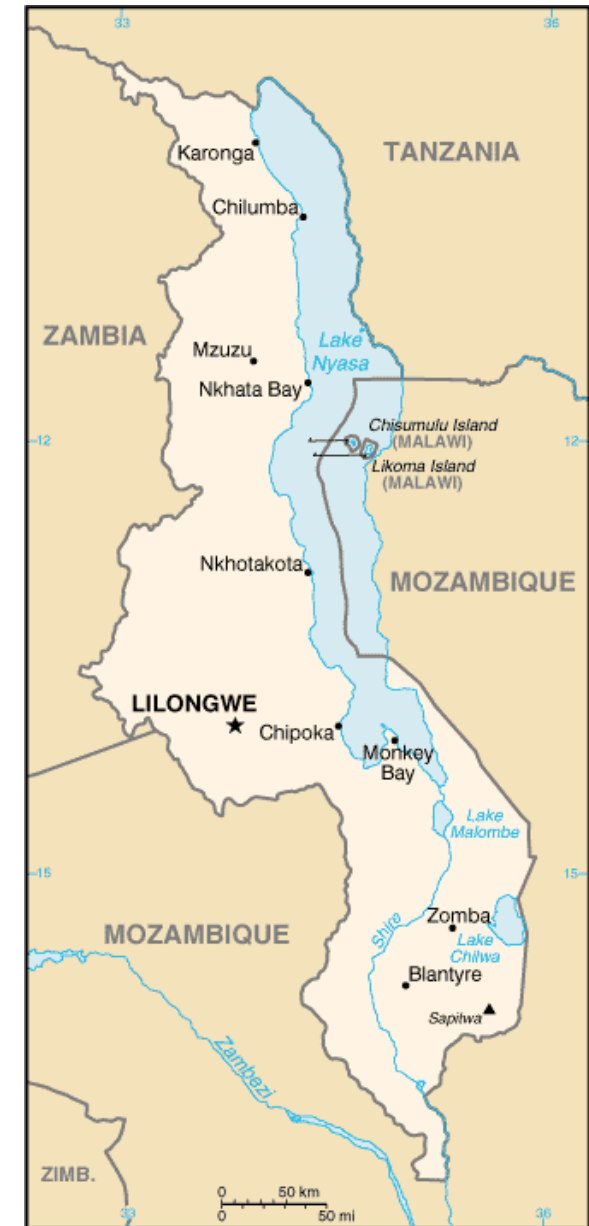 33
36
Karonga
TANZANIA
Chilumba
ZAMBIA
Lake
Nyasa
Mzuzu
Nkhata Bay
Chisumulu Island
(MALAWI)
12
12
Likoma Island
(MALAWI)
Nkhotakota
MOZAMBIQUE
LILONGWE
Chipoka
Monkey
Bay
Lake
Malombe
15
15
Zomba
Shire
Lake
Chilwa
MOZAMBIQUE
Blantyre
Sapitwa
Zambezi
ZIMB.
0 50 km
0 50 mi
33
36